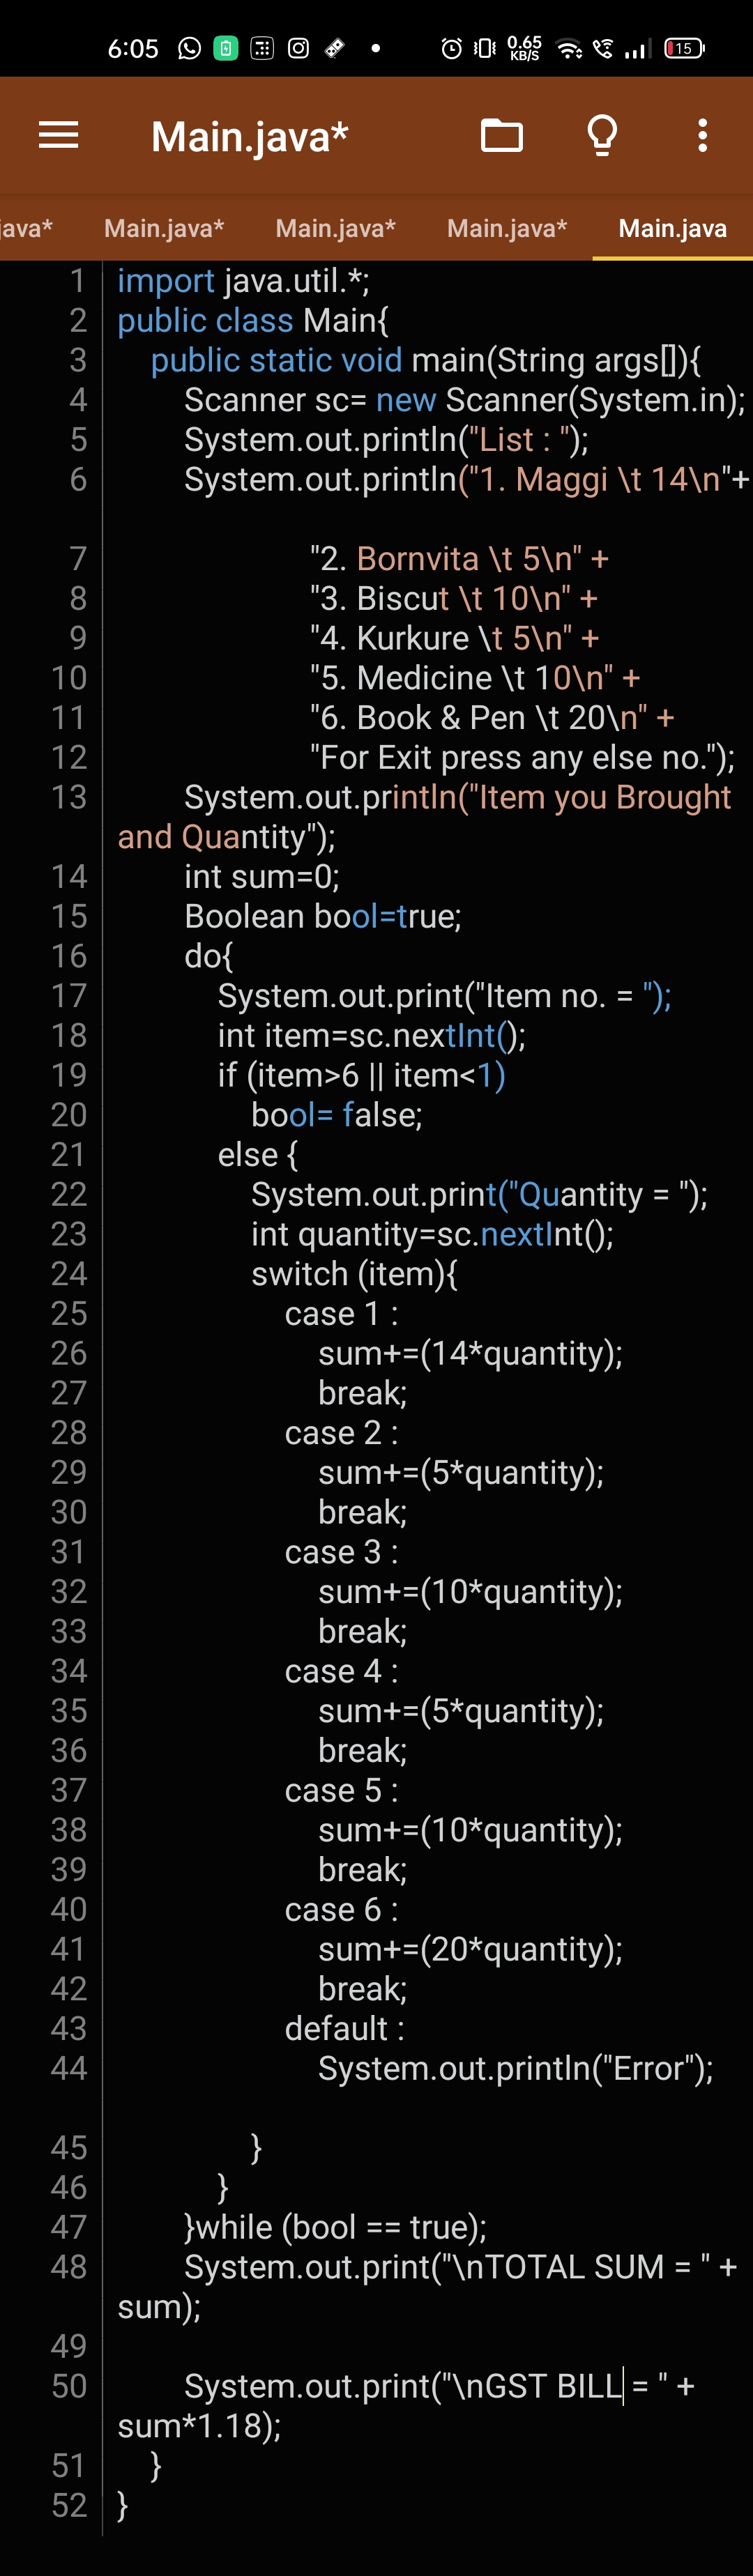 6:05 0.65 KB/S 15
Main.java*
java* Main.java* Main.java* Main.java* Main.java
1 import java.util.*;
2 public class Main{
3 public static void main(String args[]){
4 Scanner sc= new Scanner(System.in);
5 System.out.println("List : ");
6 System.out.println("1. Maggi \t 14\n"+
7 "2. Bornvita \t 5\n" +
8 "3. Biscut \t 10\n" +
9 "4. Kurkure \t 5\n" +
10 "5. Medicine \t 10\n" +
11 "6. Book & Pen \t 20\n" +
12 "For Exit press any else no.");
13 System.out.println("Item you Brought
and Quantity");
14 int sum=0;
15 Boolean bool=true;
16 do{
17 System.out.print("Item no. = ");
18 int item=sc.nextInt();
19 if (item>6 || item<1)
20 bool= false;
21 else {
22 System.out.print("Quantity = ");
23 int quantity=sc.nextInt();
24 switch (item){
25 case 1 :
26 sum+=(14*quantity);
27 break;
28 case 2 :
29 sum+=(5*quantity);
30 break;
31 case 3 :
32 sum+=(10*quantity);
33 break;
34 case 4 :
35 sum+=(5*quantity);
36 break;
37 case 5 :
38 sum+=(10*quantity);
39 break;
40 case 6 :
41 sum+=(20*quantity);
42 break;
43 default :
44 System.out.println("Error");
45 }
46 }
47 }while (bool == true);
48 System.out.print("\nTOTAL SUM = " +
sum);
49
50 System.out.print("\nGST BILL = " +
sum*1.18);
51 }
52 }